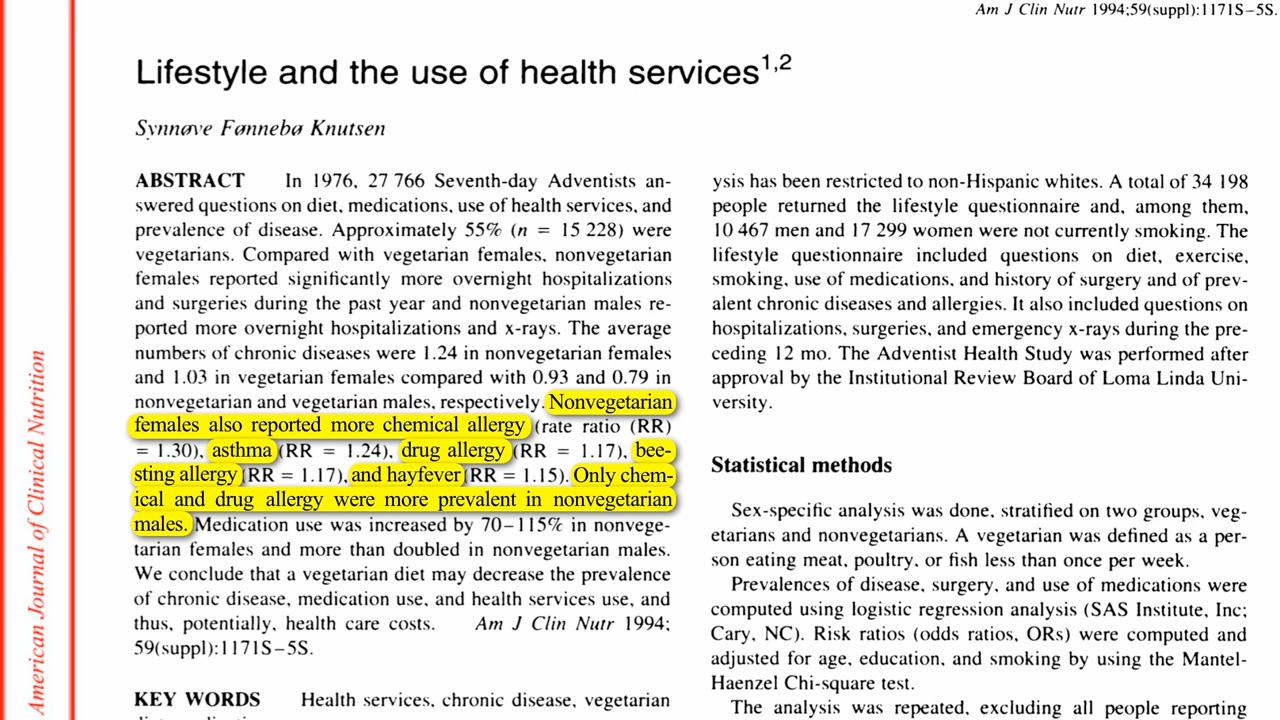 Am J Clin Nutr 1994;59(suppl):1171S–5S.
Lifestyle and the use of health services1,2
Synnøve Fønnebø Knutsen
ABSTRACT In 1976, 27 766 Seventh-day Adventists an-
swered questions on diet, medications, use of health services, and
prevalence of disease. Approximately 55% (n = 15 228) were
vegetarians. Compared with vegetarian females, nonvegetarian
females reported significantly more overnight hospitalizations
and surgeries during the past year and nonvegetarian males re-
ported more overnight hospitalizations and x-rays. The average
numbers of chronic diseases were 1.24 in nonvegetarian females
and 1.03 in vegetarian females compared with 0.93 and 0.79 in
nonvegetarian and vegetarian males, respectively. Nonvegetarian
females also reported more chemical allergy (rate ratio (RR)
= 1.30), asthma (RR = 1.24), drug allergy (RR = 1.17), bee-
sting allergy (RR = 1.17), and hayfever (RR = 1.15). Only chem-
ical and drug allergy were more prevalent in nonvegetarian
males. Medication use was increased by 70–115% in nonvege-
tarian females and more than doubled in nonvegetarian males.
We conclude that a vegetarian diet may decrease the prevalence
of chronic disease, medication use, and health services use, and
thus, potentially, health care costs. Am J Clin Nutr 1994;
59(suppl):1171S–5S.
KEY WORDS Health services, chronic disease, vegetarian
ysis has been restricted to non-Hispanic whites. A total of 34 198
people returned the lifestyle questionnaire and, among them,
10 467 men and 17 299 women were not currently smoking. The
lifestyle questionnaire included questions on diet, exercise,
smoking, use of medications, and history of surgery and of prev-
alent chronic diseases and allergies. It also included questions on
hospitalizations, surgeries, and emergency x-rays during the pre-
ceding 12 mo. The Adventist Health Study was performed after
approval by the Institutional Review Board of Loma Linda Uni-
versity.
Statistical methods
Sex-specific analysis was done, stratified on two groups, veg-
etarians and nonvegetarians. A vegetarian was defined as a per-
son eating meat, poultry, or fish less than once per week.
Prevalences of disease, surgery, and use of medications were
computed using logistic regression analysis (SAS Institute, Inc;
Cary, NC). Risk ratios (odds ratios, ORs) were computed and
adjusted for age, education, and smoking by using the Mantel-
Haenzel Chi-square test.
The analysis was repeated, excluding all people reporting
American Journal of Clinical Nutrition